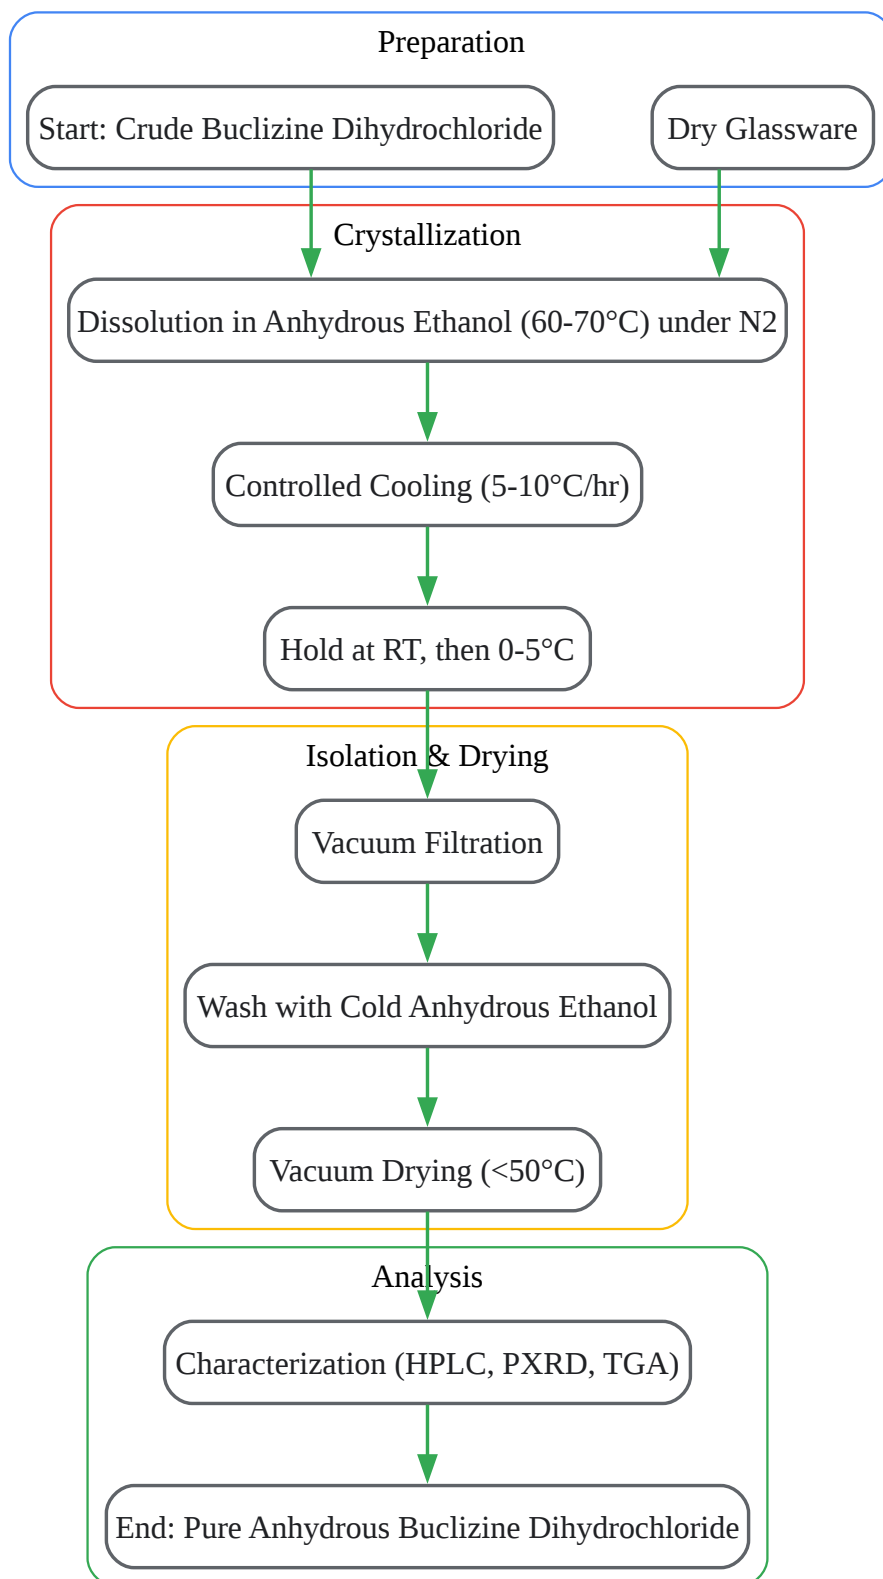 Preparation
Start: Crude Buclizine Dihydrochloride
Dry Glassware
Crystallization
Dissolution in Anhydrous Ethanol (60-70°C) under N2
Controlled Cooling (5-10°C/hr)
Hold at RT, then 0-5°C
Isolation & Drying
Vacuum Filtration
Wash with Cold Anhydrous Ethanol
Vacuum Drying (<50°C)
Analysis
Characterization (HPLC, PXRD, TGA)
End: Pure Anhydrous Buclizine Dihydrochloride